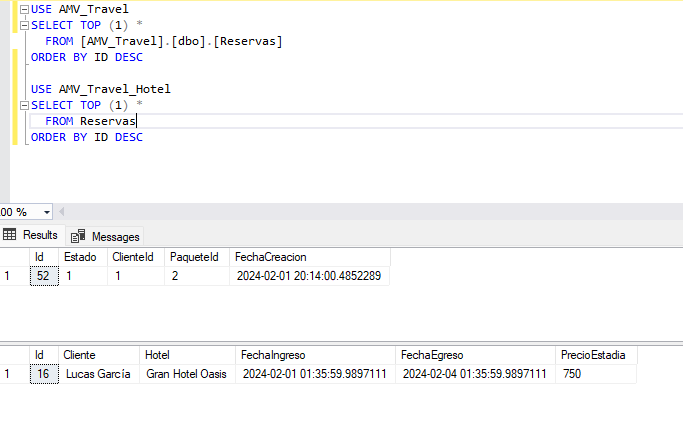 USE AMV_Travel
SELECT TOP (1) *
FROM [AMV_Travel].[dbo].[Reservas]
ORDER BY ID DESC
USE AMV_Travel_Hotel
SELECT TOP (1) *
FROM Reservas
ORDER BY ID DESC
00 %
Results Messages
Id Estado ClienteId PaqueteId FechaCreacion
1 52 1 1 2 2024-02-01 20:14:00.4852289
Id Cliente Hotel FechaIngreso FechaEgreso PrecioEstadia
1 16 Lucas García Gran Hotel Oasis 2024-02-01 01:35:59.9897111 2024-02-04 01:35:59.9897111 750